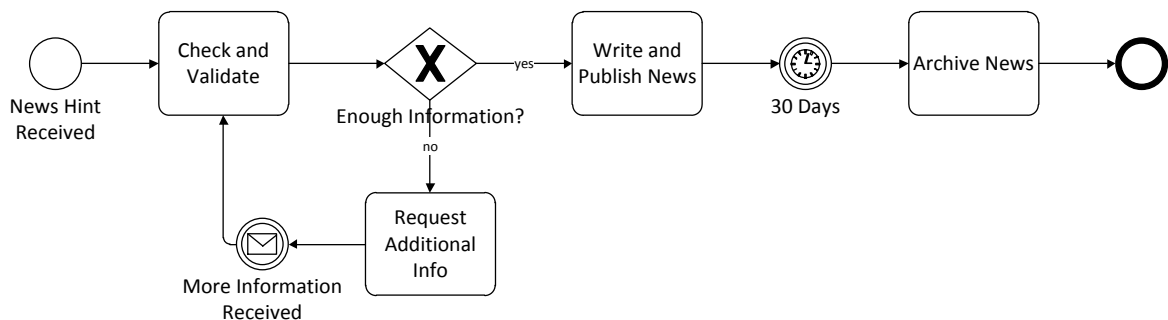 News Hint
Received
Check and
Validate
X
Enough Information?
yes
no
Write and
Publish News
30 Days
Archive News
Request
Additional
Info
More Information
Received